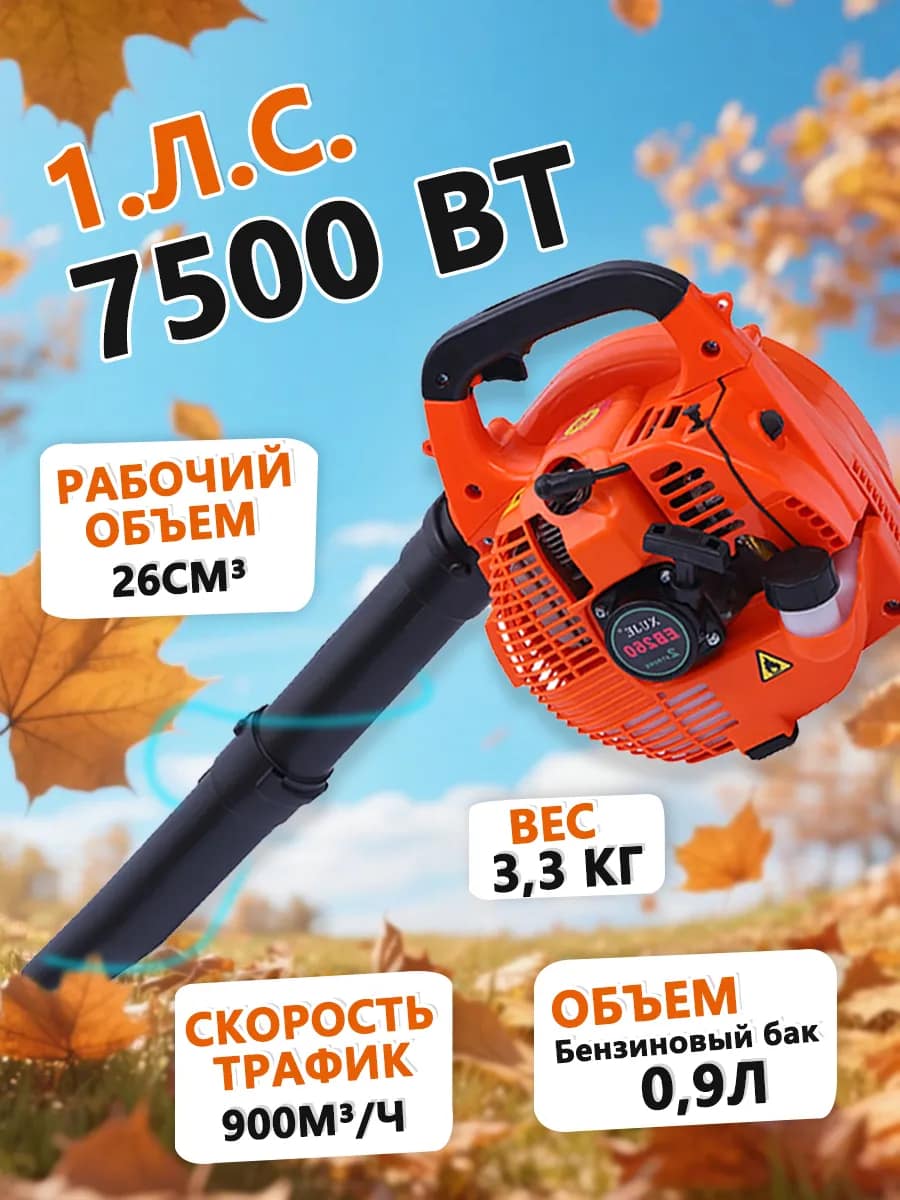 1.Л.С.
7500 ВТ
РАБОЧИЙ
ОБЪЕМ
26СМ³
ВЕС
3,3 КГ
СКОРОСТЬ
ТРАФИК
900М³/Ч
ОБЪЕМ
Бензиновый бак
0,9Л
XUJE
EB260